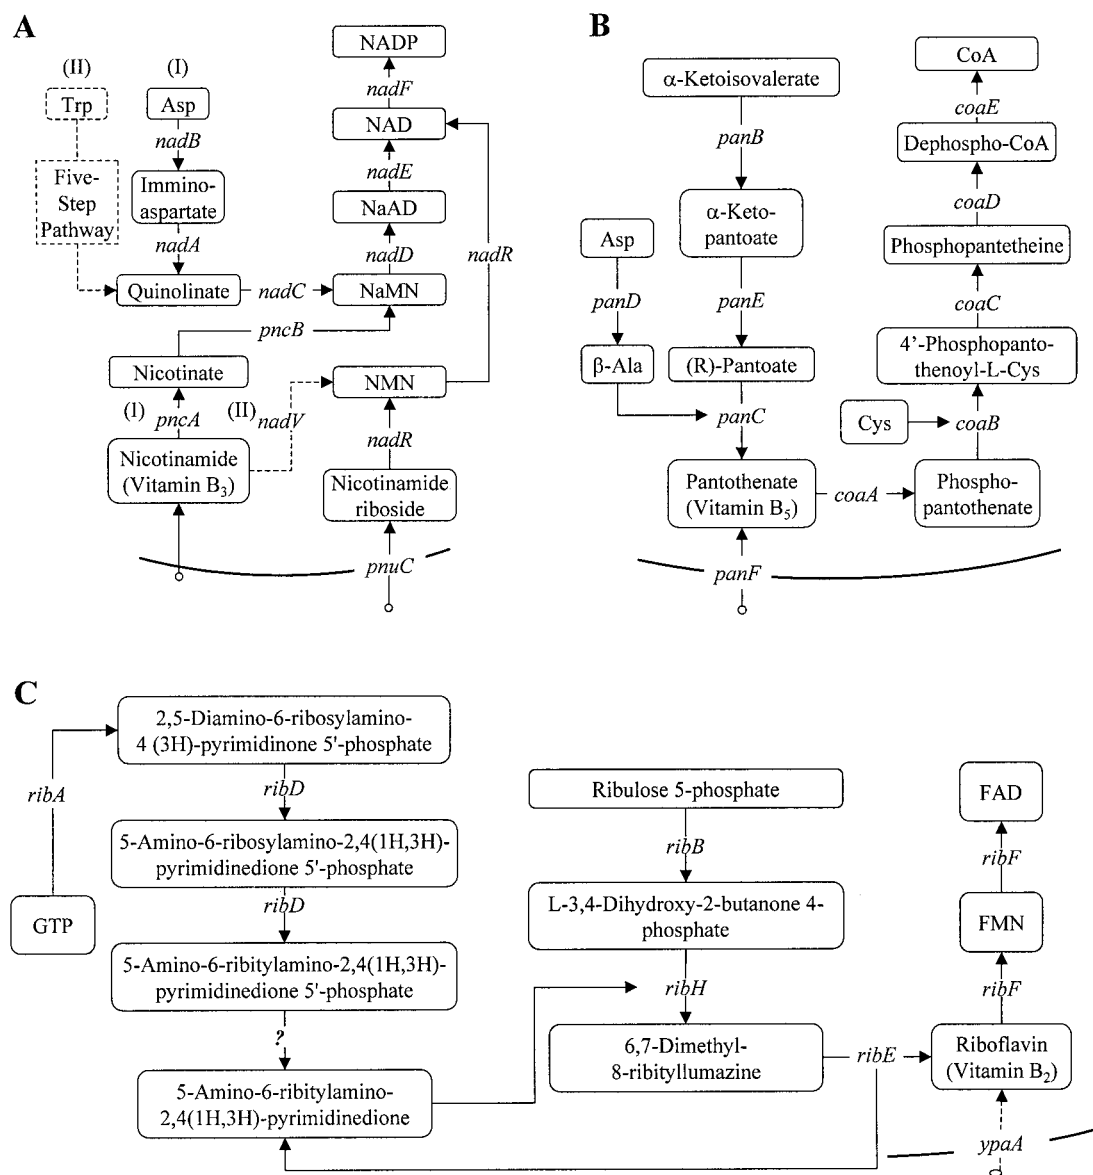 A
NADP
nadF
(II)
(I)
Trp
Asp
NAD
nadB
nadE
Five-
Step
Pathway
Immino-
aspartate
NaAD
nadA
nadD
nadR
Quinolinate
nadC
NaMN
pncB
Nicotinate
NMN
(I)
pncA
(II)
nadV
nadR
Nicotinamide
(Vitamin B3)
Nicotinamide
riboside
pnuC
B
CoA
α-Ketoisovalerate
coaE
panB
Dephospho-CoA
coaD
α-Keto-
pantoate
Asp
Phosphopantetheine
panD
panE
coaC
β-Ala
(R)-Pantoate
4’-Phosphopanto-
thenoyl-L-Cys
panC
Cys
coaB
Pantothenate
(Vitamin B5)
coaA
Phospho-
pantothenate
panF
C
2,5-Diamino-6-ribosylamino-
4 (3H)-pyrimidinone 5'-phosphate
ribA
ribD
5-Amino-6-ribosylamino-2,4(1H,3H)-
pyrimidinedione 5'-phosphate
ribD
GTP
5-Amino-6-ribitylamino-2,4(1H,3H)-
pyrimidinedione 5'-phosphate
?
5-Amino-6-ribitylamino-
2,4(1H,3H)-pyrimidinedione
Ribulose 5-phosphate
ribB
L-3,4-Dihydroxy-2-butanone 4-
phosphate
ribH
6,7-Dimethyl-
8-ribityllumazine
ribE
FAD
ribF
FMN
ribF
Riboflavin
(Vitamin B2)
ypaA